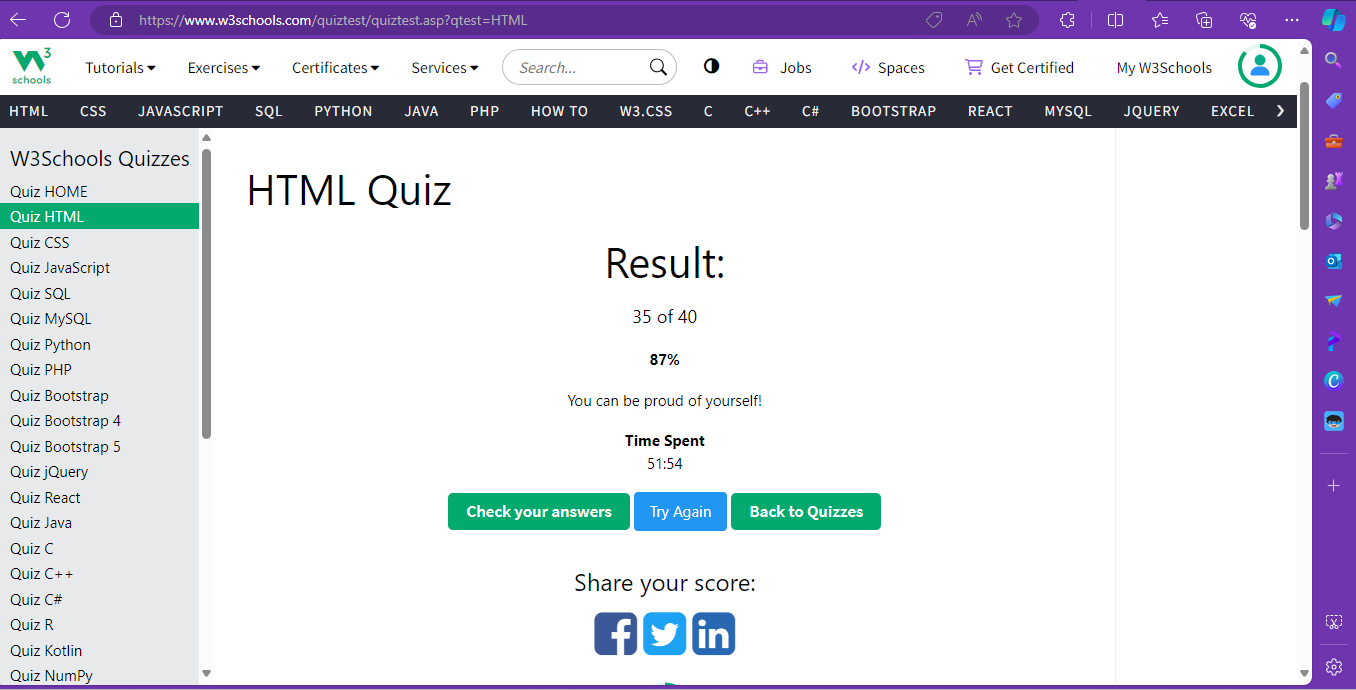 https://www.w3schools.com/quiztest/quiztest.asp?qtest=HTML
W3 schools
Tutorials Exercises Certificates Services Search... Jobs Spaces Get Certified My W3Schools
HTML CSS JAVASCRIPT SQL PYTHON JAVA PHP HOW TO W3.CSS C C++ C# BOOTSTRAP REACT MYSQL JQUERY EXCEL
W3Schools Quizzes
Quiz HOME
Quiz HTML
Quiz CSS
Quiz JavaScript
Quiz SQL
Quiz MySQL
Quiz Python
Quiz PHP
Quiz Bootstrap
Quiz Bootstrap 4
Quiz Bootstrap 5
Quiz jQuery
Quiz React
Quiz Java
Quiz C
Quiz C++
Quiz C#
Quiz R
Quiz Kotlin
Quiz NumPy
HTML Quiz
Result:
35 of 40
87%
You can be proud of yourself!
Time Spent
51:54
Check your answers Try Again Back to Quizzes
Share your score: